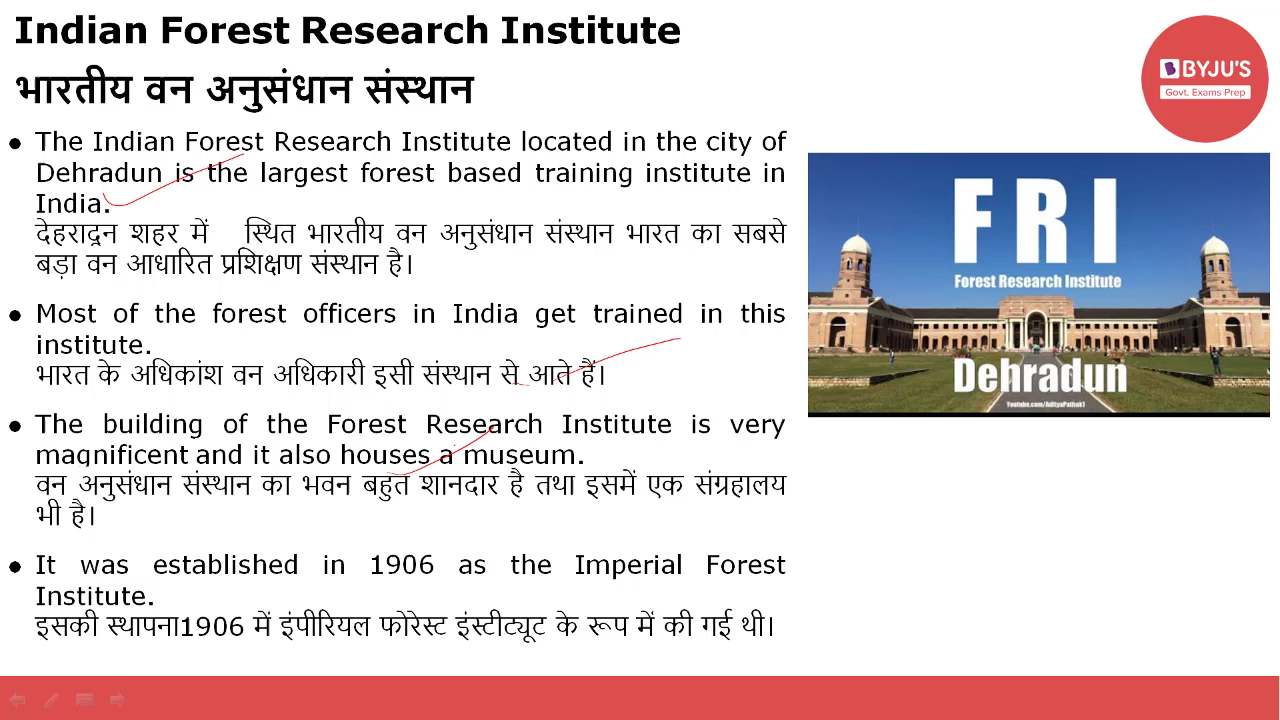 Indian Forest Research Institute
भारतीय वन अनुसंधान संस्थान
BYJU'S
Govt. Exams Prep
• The Indian Forest Research Institute located in the city of
Dehradun is the largest forest based training institute in
India.
देहरादून शहर में स्थित भारतीय वन अनुसंधान संस्थान भारत का सबसे
बड़ा वन आधारित प्रशिक्षण संस्थान है।
• Most of the forest officers in India get trained in this
institute.
भारत के अधिकांश वन अधिकारी इसी संस्थान से आते हैं।
• The building of the Forest Research Institute is very
magnificent and it also houses a museum.
वन अनुसंधान संस्थान का भवन बहुत शानदार है तथा इसमें एक संग्रहालय
भी है।
• It was established in 1906 as the Imperial Forest
Institute.
इसकी स्थापना1906 में इंपीरियल फोरेस्ट इंस्टीट्यूट के रूप में की गई थी।
FRI
Forest Research Institute
Dehradun
Youtube.com/AdityaPathak1